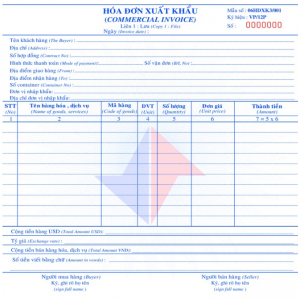 HÓA ĐƠN XUẤT KHẨU
(COMMERCIAL INVOICE)
Liên 1 : Lưu (Copy 1 : File)
Ngày (Invoice date) :
Mẫu số : 06HDXK3/001
Ký hiệu : VP/12P
Số : 0000000
Tên khách hàng (The Buyer) :
Địa chỉ (Address) :
Số hợp đồng (Contract No) :
Hình thức thanh toán (Mode of payment) : Số vận đơn (B/L No) :
Địa điểm giao hàng (From) :
Địa điểm nhận hàng (To) :
Số container (Container No) :
Đơn vị nhập khẩu :
Địa chỉ đơn vị nhập khẩu :
STT Tên hàng hóa , dịch vụ Mã hàng ĐVT Số lượng Đơn giá Thành tiền
(No) (Name of goods, services) (Code of goods) (Unit) (Quantity) (Unit price) (Amount)
1 2 3 4 5 6 7 = 5 x 6
Cộng tiền hàng USD (Total Amount USD) :
Tỷ giá (Exchange rate) :
Cộng tiền bán hàng hóa, dịch vụ (Total Amount VND) :
Số tiền viết bằng chữ (Amount in words) :
Người mua hàng (Buyer) Người bán hàng (Seller)
Ký, ghi rõ họ tên Ký, ghi rõ họ tên
(sign full name ) (sign full name )